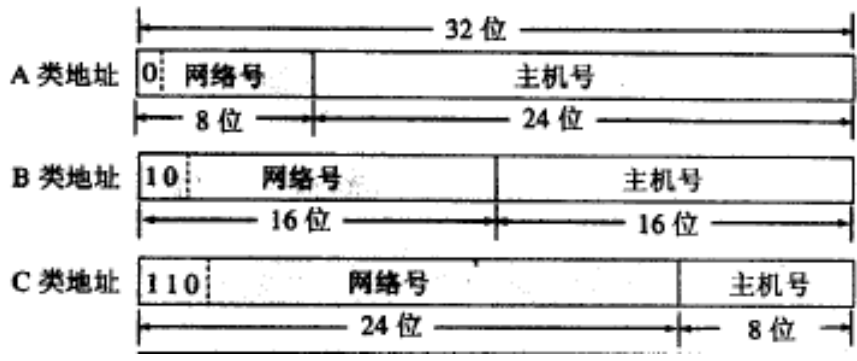 32 位
A 类地址 0 网络号 主机号
8 位 24 位
B 类地址 10 网络号 主机号
16 位 16 位
C 类地址 110 网络号 主机号
24 位 8 位